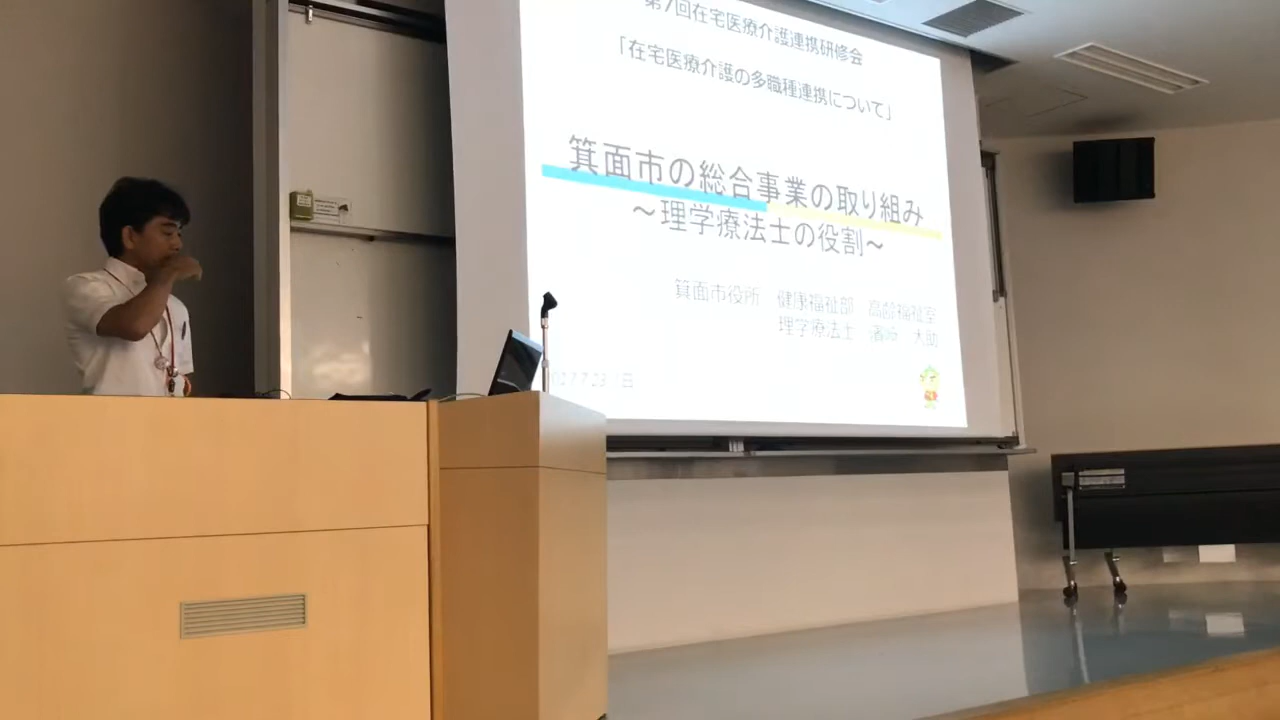 第7回在宅医療介護連携研修会
「在宅医療介護の多職種連携について」
箕面市の総合事業の取り組み
～理学療法士の役割～
箕面市役所 健康福祉部 高齢福祉室
理学療法士 大助